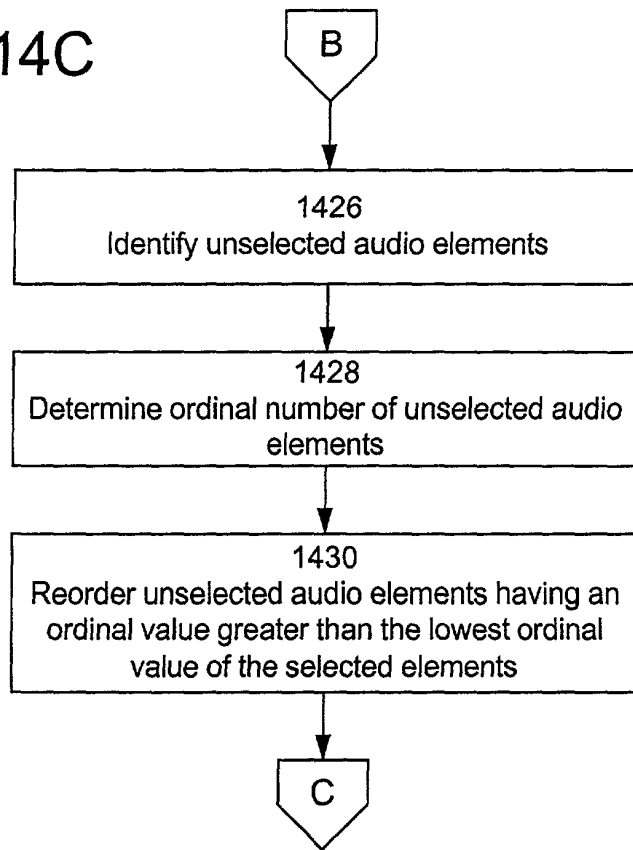 14C
B
1426
Identify unselected audio elements
1428
Determine ordinal number of unselected audio
elements
1430
Reorder unselected audio elements having an
ordinal value greater than the lowest ordinal
value of the selected elements
C